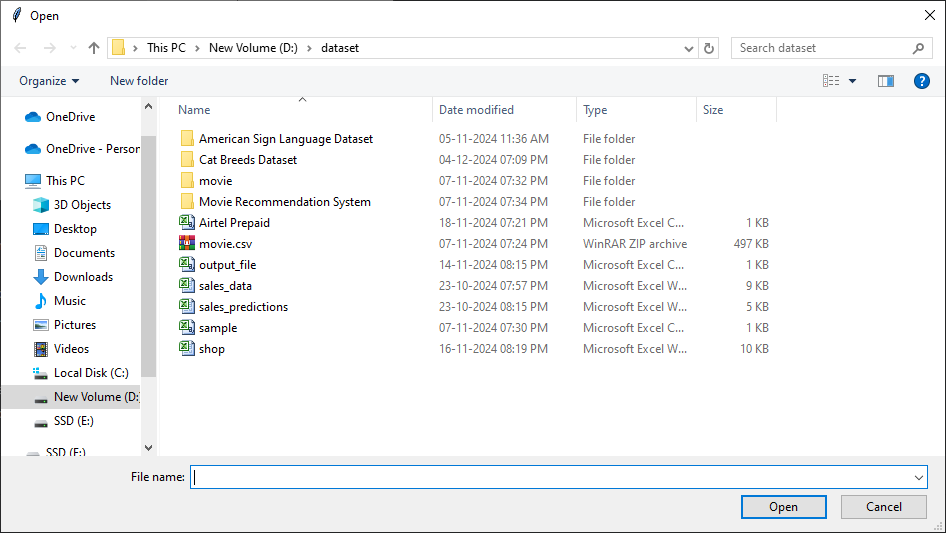 Open
This PC New Volume (D:) dataset Search dataset
Organize New folder ?
Name Date modified Type Size
OneDrive
OneDrive - Person
This PC
3D Objects
Desktop
Documents
Downloads
Music
Pictures
Videos
Local Disk (C:)
New Volume (D:
SSD (E:)
SSD (E:)
American Sign Language Dataset 05-11-2024 11:36 AM File folder
Cat Breeds Dataset 04-12-2024 07:09 PM File folder
movie 07-11-2024 07:32 PM File folder
Movie Recommendation System 07-11-2024 07:34 PM File folder
Airtel Prepaid 18-11-2024 07:21 PM Microsoft Excel C... 1 KB
movie.csv 07-11-2024 07:24 PM WinRAR ZIP archive 497 KB
output_file 14-11-2024 08:15 PM Microsoft Excel C... 1 KB
sales_data 23-10-2024 07:57 PM Microsoft Excel W... 9 KB
sales_predictions 23-10-2024 08:15 PM Microsoft Excel W... 5 KB
sample 07-11-2024 07:30 PM Microsoft Excel C... 1 KB
shop 16-11-2024 08:19 PM Microsoft Excel W... 10 KB
File name:
Open Cancel